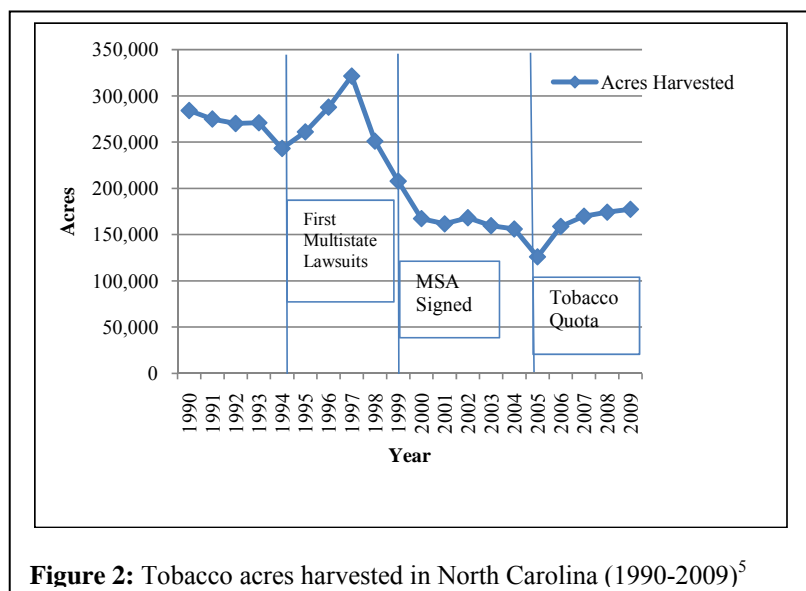 350,000
300,000
250,000
200,000
150,000
100,000
50,000
0
Acres
Acres Harvested
First
Multistate
Lawsuits
MSA
Signed
Tobacco
Quota
1990
1991
1992
1993
1994
1995
1996
1997
1998
1999
2000
2001
2002
2003
2004
2005
2006
2007
2008
2009
Year
Figure 2: Tobacco acres harvested in North Carolina (1990-2009)5